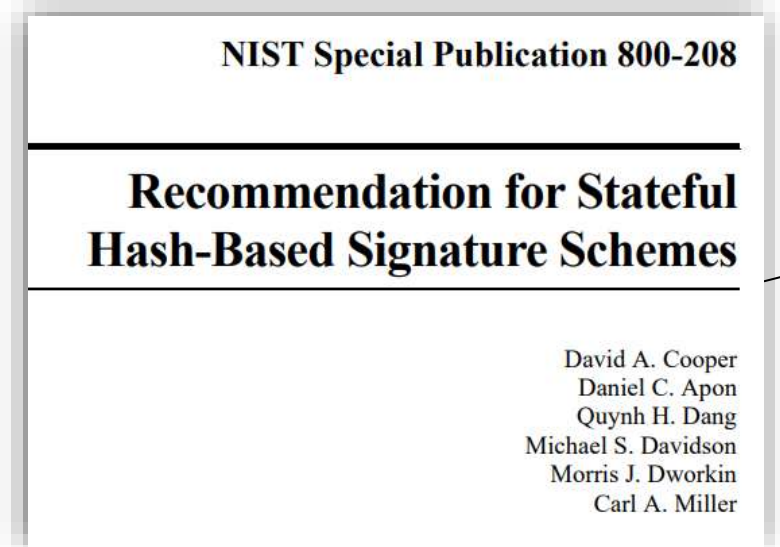 NIST Special Publication 800-208
Recommendation for Stateful
Hash-Based Signature Schemes
David A. Cooper
Daniel C. Apon
Quynh H. Dang
Michael S. Davidson
Morris J. Dworkin
Carl A. Miller